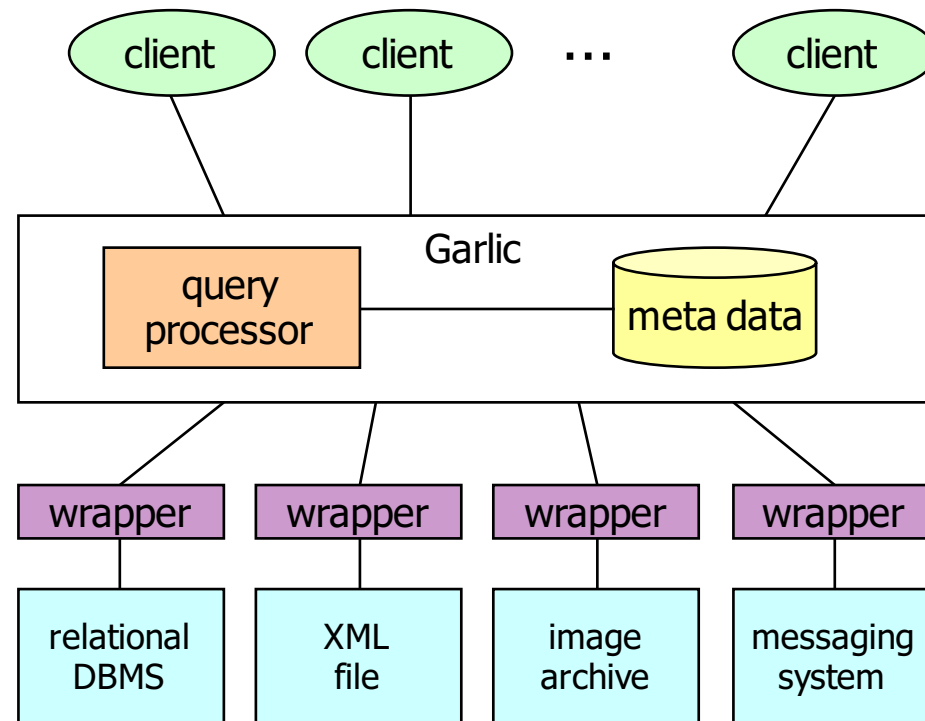 client
client
...
client
Garlic
query
processor
meta data
wrapper
wrapper
wrapper
wrapper
relational
DBMS
XML
file
image
archive
messaging
system